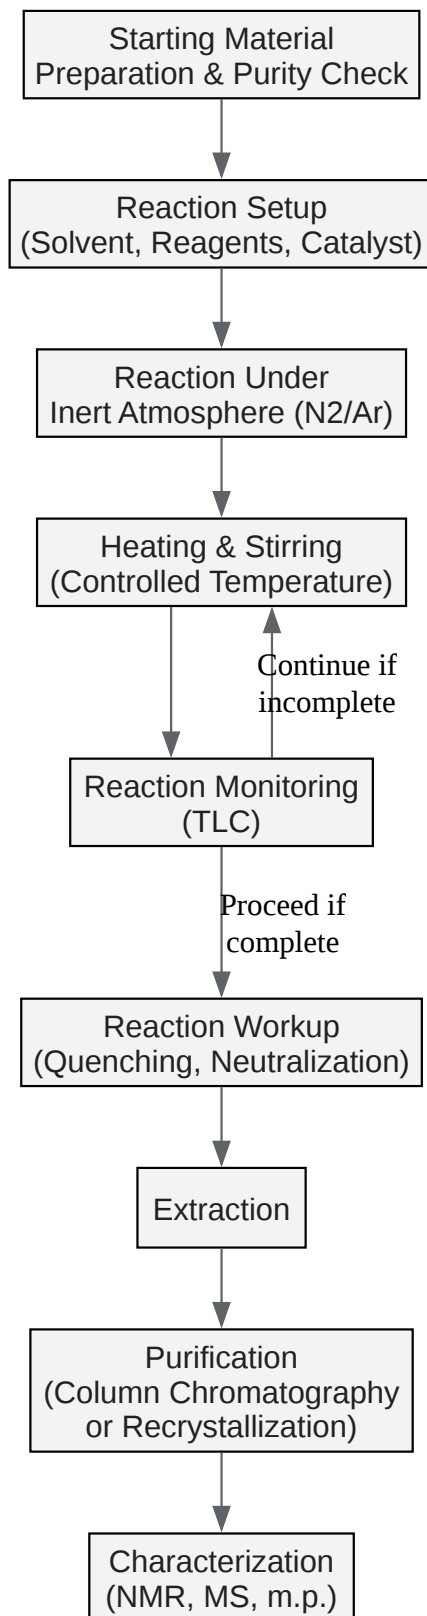 Starting Material
Preparation & Purity Check
Reaction Setup
(Solvent, Reagents, Catalyst)
Reaction Under
Inert Atmosphere (N2/Ar)
Heating & Stirring
(Controlled Temperature)
Continue if
incomplete
Reaction Monitoring
(TLC)
Proceed if
complete
Reaction Workup
(Quenching, Neutralization)
Extraction
Purification
(Column Chromatography
or Recrystallization)
Characterization
(NMR, MS, m.p.)